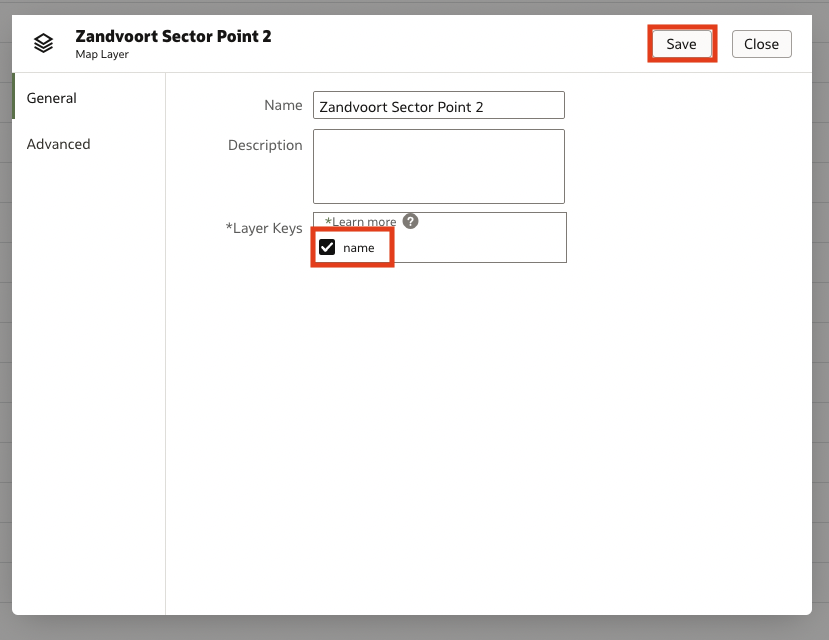 Zandvoort Sector Point 2
Map Layer
Save
Close
General
Advanced
Name
Zandvoort Sector Point 2
Description
*Layer Keys
*Learn more ?
name